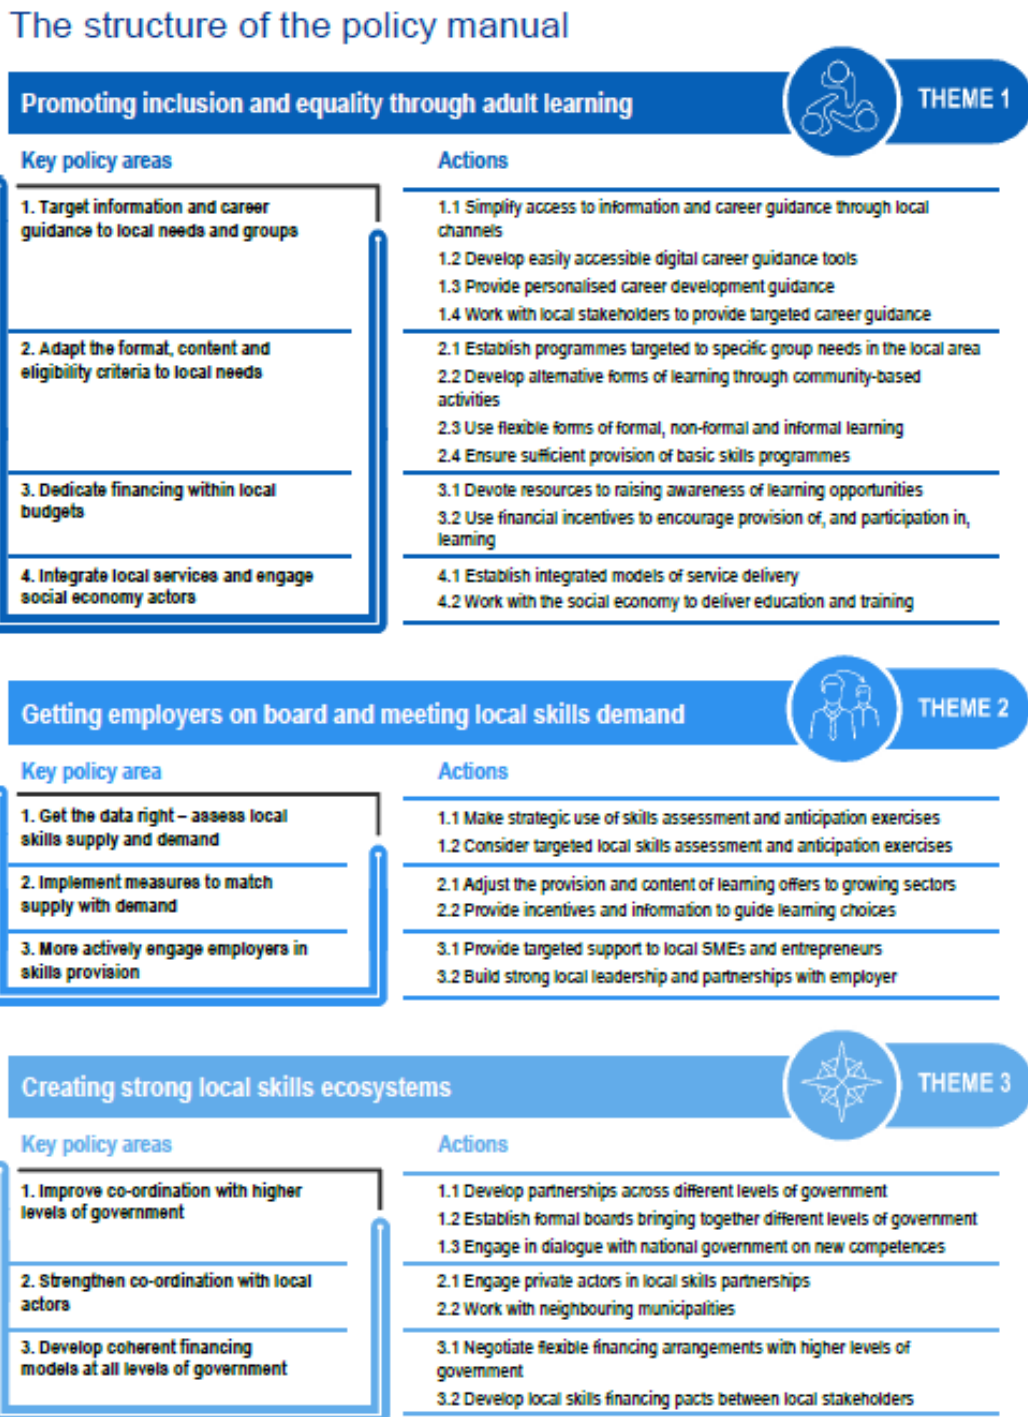 The structure of the policy manual
Promoting inclusion and equality through adult learning
THEME 1
Key policy areas
Actions
1. Target information and career
guidance to local needs and groups
1.1 Simplify access to information and career guidance through local
channels
1.2 Develop easily accessible digital career guidance tools
1.3 Provide personalised career development guidance
1.4 Work with local stakeholders to provide targeted career guidance
2. Adapt the format, content and
eligibility criteria to local needs
2.1 Establish programmes targeted to specific group needs in the local area
2.2 Develop alternative forms of learning through community-based
activities
2.3 Use flexible forms of formal, non-formal and informal learning
2.4 Ensure sufficient provision of basic skills programmes
3. Dedicate financing within local
budgets
3.1 Devote resources to raising awareness of learning opportunities
3.2 Use financial incentives to encourage provision of, and participation in,
learning
4. Integrate local services and engage
social economy actors
4.1 Establish integrated models of service delivery
4.2 Work with the social economy to deliver education and training
Getting employers on board and meeting local skills demand
THEME 2
Key policy area
Actions
1. Get the data right – assess local
skills supply and demand
1.1 Make strategic use of skills assessment and anticipation exercises
1.2 Consider targeted local skills assessment and anticipation exercises
2. Implement measures to match
supply with demand
2.1 Adjust the provision and content of learning offers to growing sectors
2.2 Provide incentives and information to guide learning choices
3. More actively engage employers in
skills provision
3.1 Provide targeted support to local SMEs and entrepreneurs
3.2 Build strong local leadership and partnerships with employer
Creating strong local skills ecosystems
THEME 3
Key policy areas
Actions
1. Improve co-ordination with higher
levels of government
1.1 Develop partnerships across different levels of government
1.2 Establish formal boards bringing together different levels of government
1.3 Engage in dialogue with national government on new competences
2. Strengthen co-ordination with local
actors
2.1 Engage private actors in local skills partnerships
2.2 Work with neighbouring municipalities
3. Develop coherent financing
models at all levels of government
3.1 Negotiate flexible financing arrangements with higher levels of
government
3.2 Develop local skills financing pacts between local stakeholders